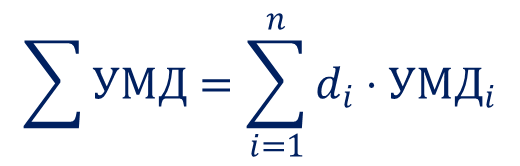 ∑ УМД = ∑_{i=1}^{n} d_i · УМД_i